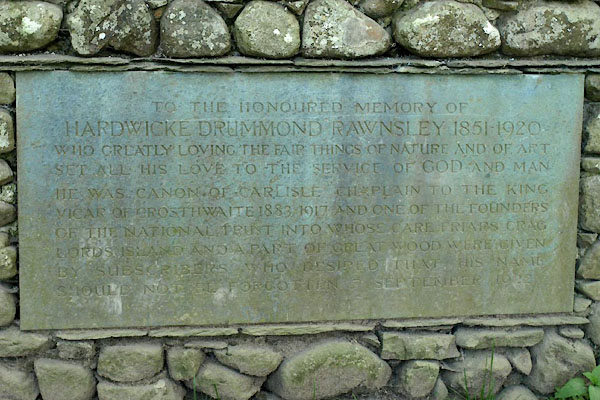 TO THE HONOURED MEMORY OF
HARDWICKE DRUMMOND RAWNSLEY 1851·1920
WHO GREATLY LOVING THE FAIR THINGS OF NATURE AND OF ART
SET ALL HIS LOVE TO THE SERVICE OF GOD AND MAN
HE WAS CANON OF CARLISLE CHAPLAIN TO THE KING
VICAR OF CROSTHWAITE 1883·1917 AND ONE OF THE FOUNDERS
OF THE NATIONAL TRUST INTO WHOSE CARE FRIARS CRAG
LORDS ISLAND AND A PART OF GREAT WOOD WERE GIVEN
BY SUBSCRIBERS WHO DESIRED THAT HIS NAME
SHOULD NOT BE FORGOTTEN SEPTEMBER